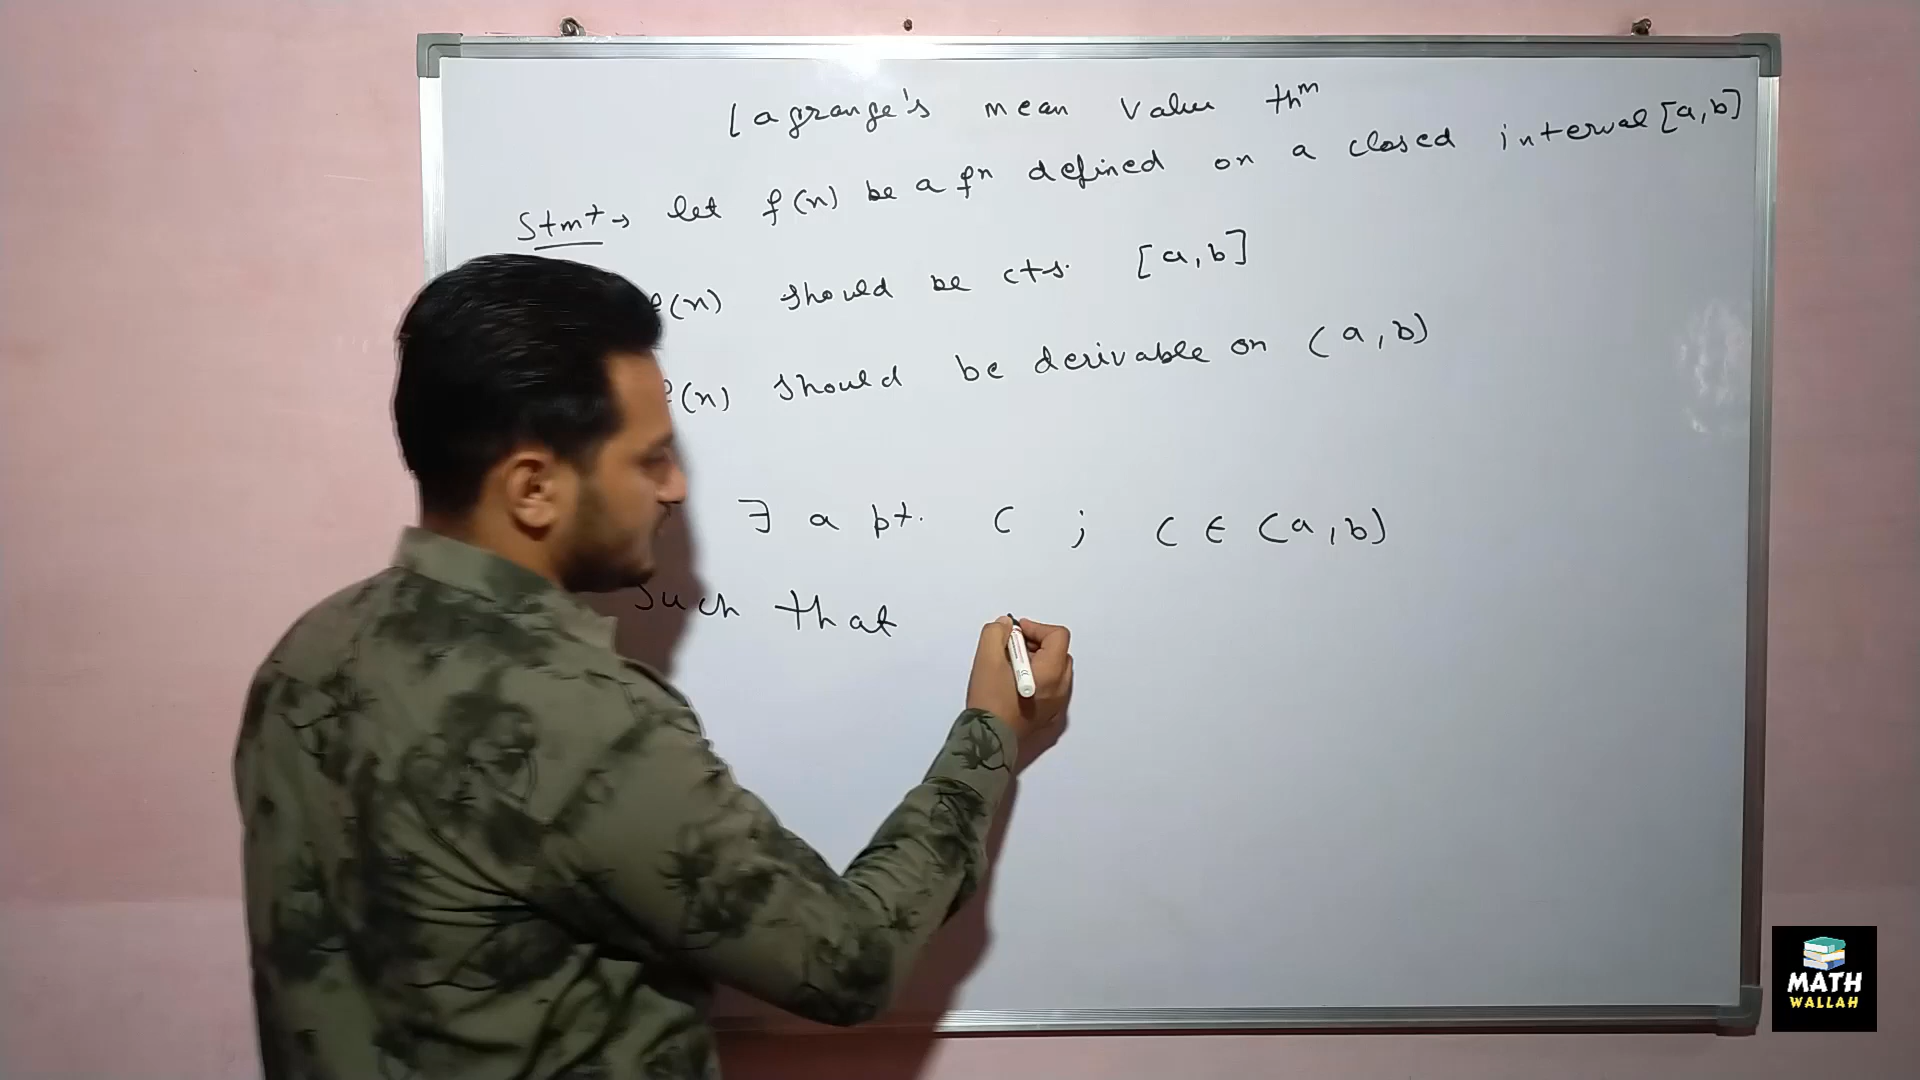 Lagrange's mean value thm
Stmt → let f(x) be a fn defined on a closed interval [a,b]
f(x) should be cts. [a,b]
f(x) should be derivable on (a,b)
∃ a pt. c ; c ∈ (a,b)
such that
MATH
WALLAH